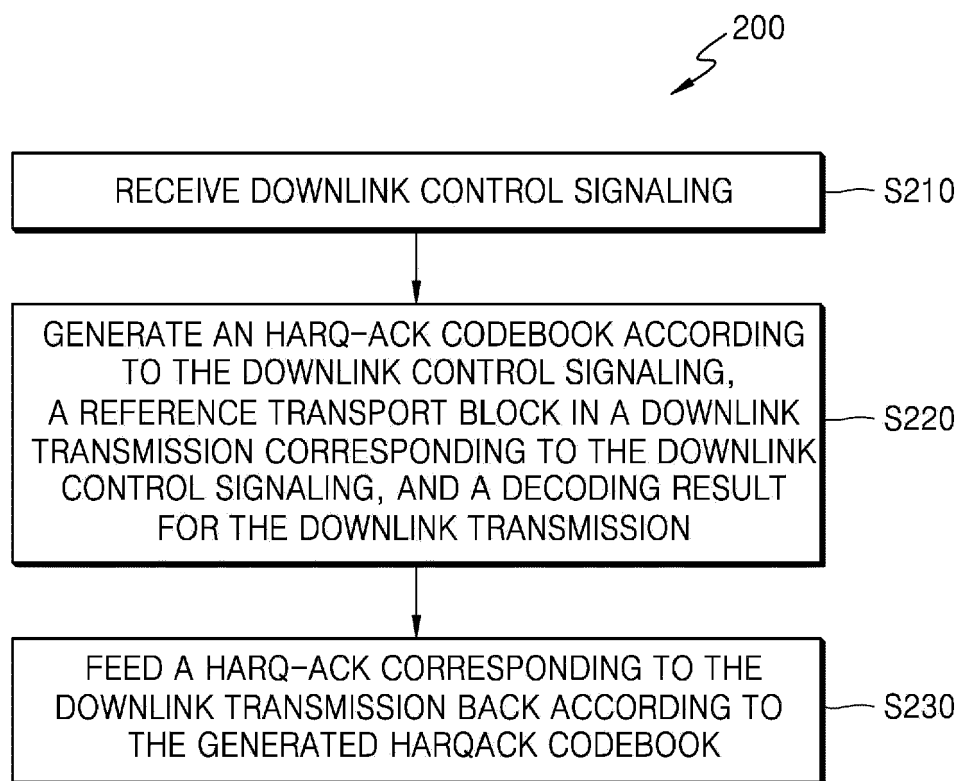 200
RECEIVE DOWNLINK CONTROL SIGNALING
S210
GENERATE AN HARQ-ACK CODEBOOK ACCORDING
TO THE DOWNLINK CONTROL SIGNALING,
A REFERENCE TRANSPORT BLOCK IN A DOWNLINK
TRANSMISSION CORRESPONDING TO THE DOWNLINK
CONTROL SIGNALING, AND A DECODING RESULT
FOR THE DOWNLINK TRANSMISSION
S220
FEED A HARQ-ACK CORRESPONDING TO THE
DOWNLINK TRANSMISSION BACK ACCORDING TO
THE GENERATED HARQACK CODEBOOK
S230